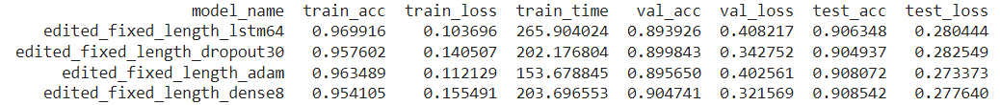 model_name train_acc train_loss train_time val_acc val_loss test_acc test_loss
edited_fixed_length_lstm64 0.969916 0.103696 265.904024 0.893926 0.408217 0.906348 0.280444
edited_fixed_length_dropout30 0.957602 0.140507 202.176804 0.899843 0.342752 0.904937 0.282549
edited_fixed_length_adam 0.963489 0.112129 153.678845 0.895650 0.402561 0.908072 0.273373
edited_fixed_length_dense8 0.954105 0.155491 203.696553 0.904741 0.321569 0.908542 0.277640